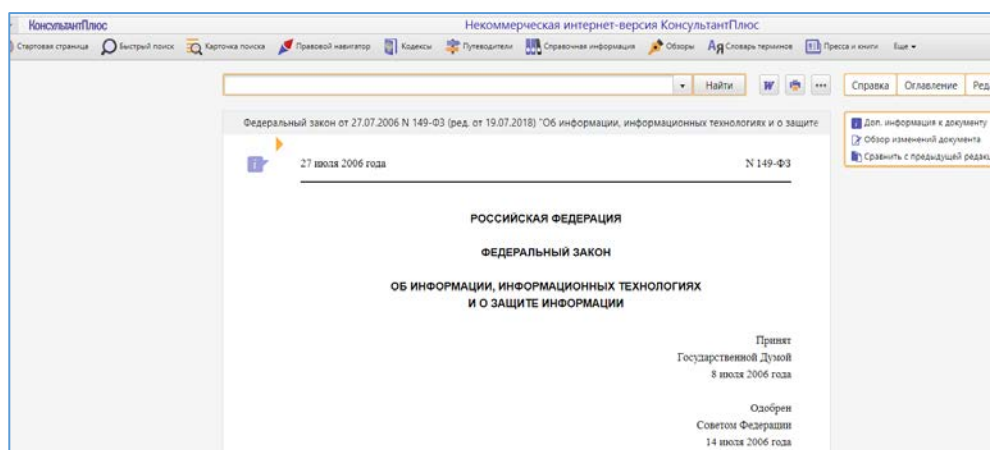 КонсультантПлюс
Некоммерческая интернет-версия КонсультантПлюс
Стартовая страница Быстрый поиск Карточка поиска Правовой навигатор Кодексы Путеводители Справочная информация Обзоры Словарь терминов Пресса и книги Еще
Найти W Справка Оглавление Ред
Федеральный закон от 27.07.2006 N 149-ФЗ (ред. от 19.07.2018) "Об информации, информационных технологиях и о защите
Доп. информация к документу
Обзор изменений документа
Сравнить с предыдущей редакц
27 июля 2006 года N 149-ФЗ
РОССИЙСКАЯ ФЕДЕРАЦИЯ
ФЕДЕРАЛЬНЫЙ ЗАКОН
ОБ ИНФОРМАЦИИ, ИНФОРМАЦИОННЫХ ТЕХНОЛОГИЯХ
И О ЗАЩИТЕ ИНФОРМАЦИИ
Принят
Государственной Думой
8 июля 2006 года
Одобрен
Советом Федерации
14 июля 2006 года